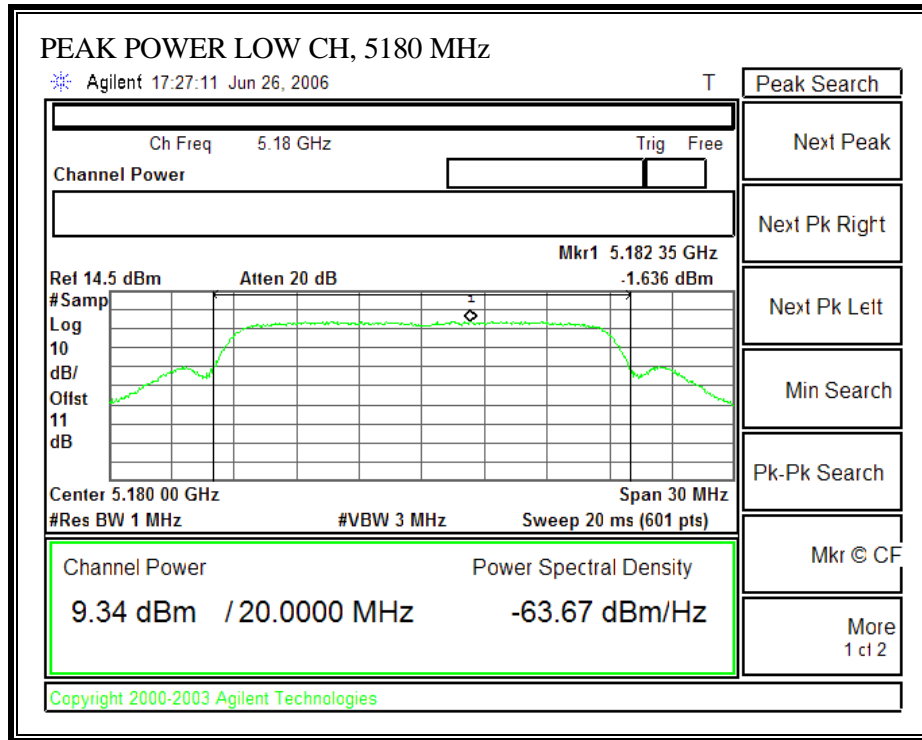 PEAK POWER LOW CH, 5180 MHz
Agilent 17:27:11 Jun 26, 2006 T
Ch Freq 5.18 GHz Trig Free
Channel Power
Mkr1 5.182 35 GHz
Ref 14.5 dBm Atten 20 dB -1.636 dBm
#Samp
Log
10
dB/
Offst
11
dB
1
Center 5.180 00 GHz Span 30 MHz
#Res BW 1 MHz #VBW 3 MHz Sweep 20 ms (601 pts)
Channel Power Power Spectral Density
9.34 dBm / 20.0000 MHz -63.67 dBm/Hz
Copyright 2000-2003 Agilent Technologies
Peak Search
Next Peak
Next Pk Right
Next Pk Left
Min Search
Pk-Pk Search
Mkr © CF
More
1 of 2